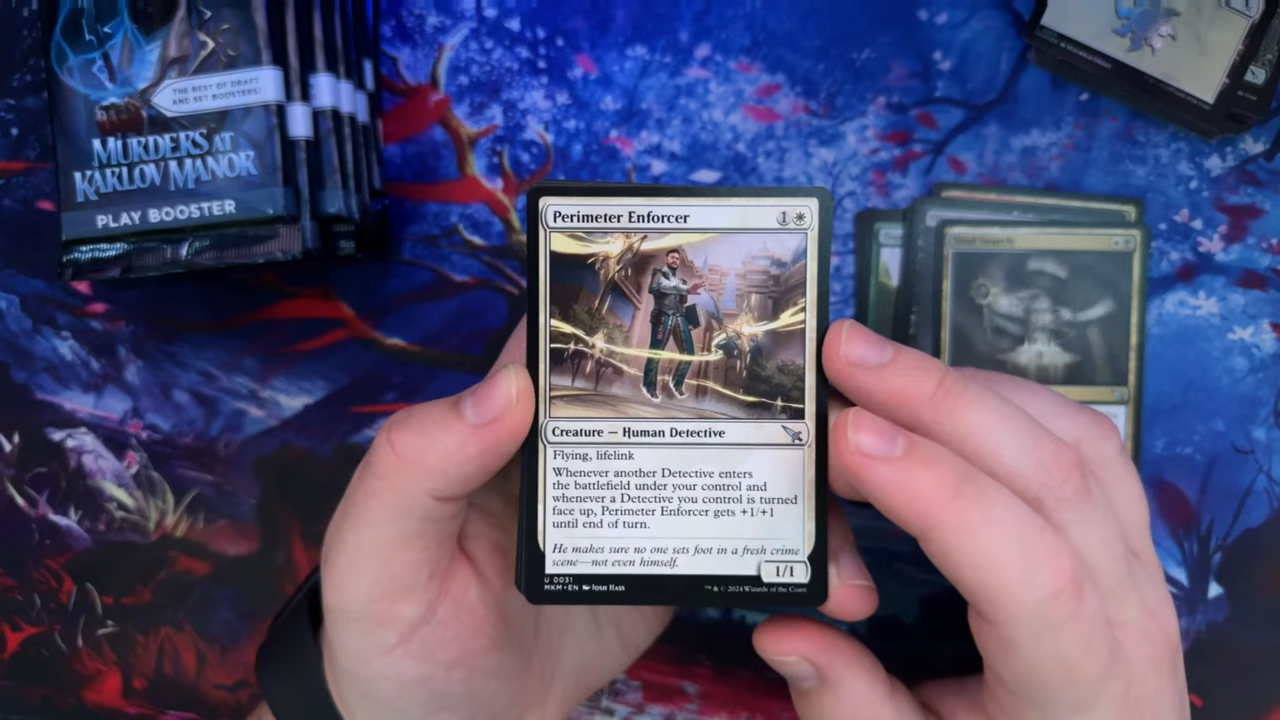 THE BEST OF DRAFT
AND SET BOOSTERS!
MURDERS AT
KARLOV MANOR
PLAY BOOSTER
Perimeter Enforcer
1
Creature — Human Detective
Flying, lifelink
Whenever another Detective enters
the battlefield under your control and
whenever a Detective you control is turned
face up, Perimeter Enforcer gets +1/+1
until end of turn.
He makes sure no one sets foot in a fresh crime
scene—not even himself.
1/1
U 0031
MKM • EN Josh Hass
™ & © 2024 Wizards of the Coast